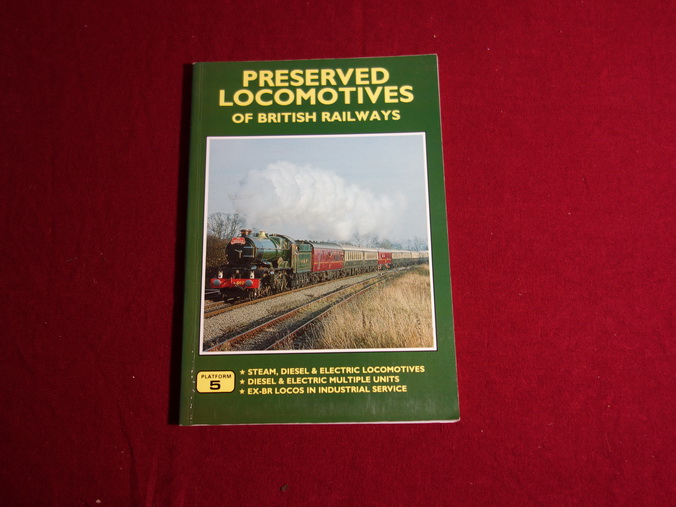 PRESERVED
LOCOMOTIVES
OF BRITISH RAILWAYS
PLATFORM
5
★ STEAM, DIESEL & ELECTRIC LOCOMOTIVES
★ DIESEL & ELECTRIC MULTIPLE UNITS
★ EX-BR LOCOS IN INDUSTRIAL SERVICE